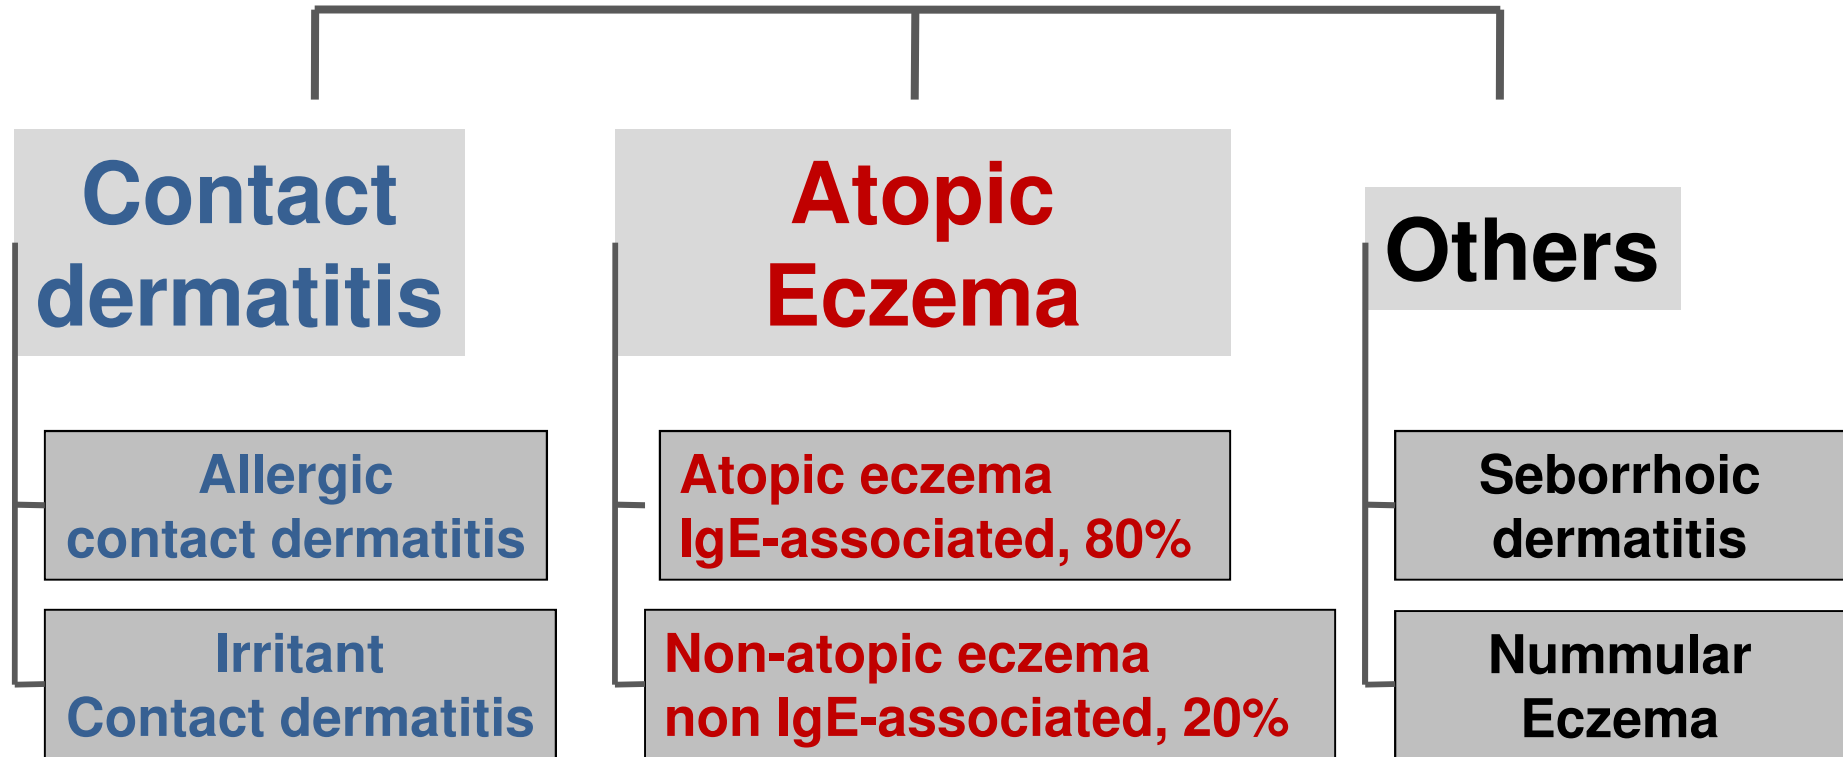 Contact
dermatitis
Atopic
Eczema
Others
Allergic
contact dermatitis
Atopic eczema
IgE-associated, 80%
Seborrhoic
dermatitis
Irritant
Contact dermatitis
Non-atopic eczema
non IgE-associated, 20%
Nummular
Eczema